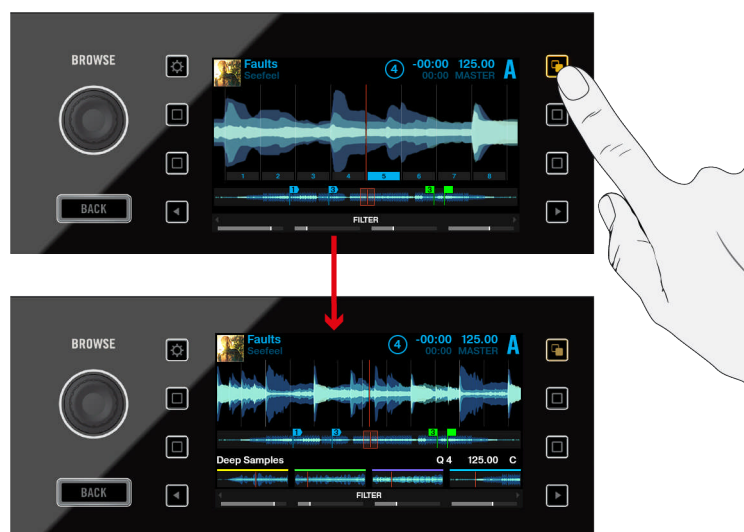 BROWSE
BACK
Faults
Seefeel
4
-00:00 125.00
00:00 MASTER
A
1 2 3 4 5 6 7 8
1 3 3
FILTER
BROWSE
BACK
Faults
Seefeel
4
-00:00 125.00
00:00 MASTER
A
1 3 3
Deep Samples Q 4 125.00 C
FILTER